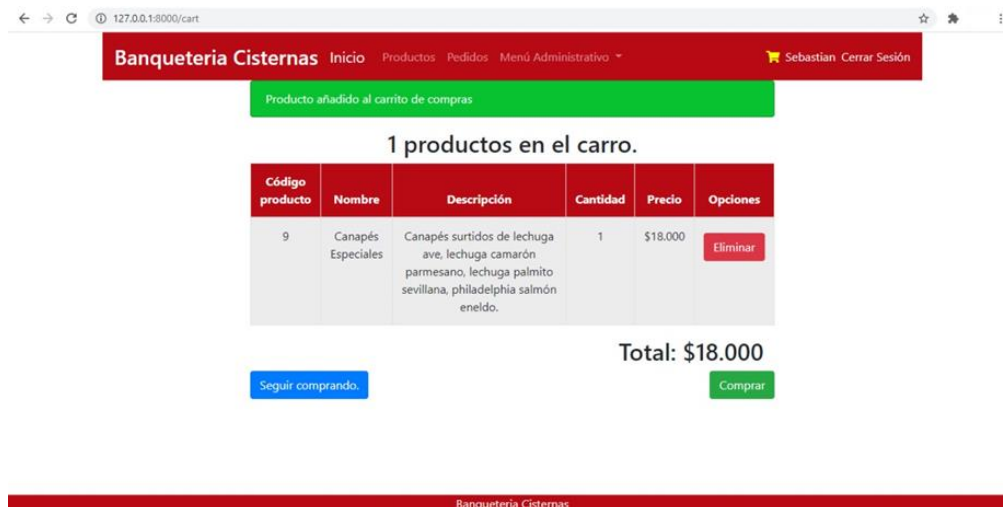 127.0.0.1:8000/cart
Banqueteria Cisternas Inicio Productos Pedidos Menú Administrativo Sebastian Cerrar Sesión
Producto añadido al carrito de compras
1 productos en el carro.
Código producto Nombre Descripción Cantidad Precio Opciones
9 Canapés Especiales Canapés surtidos de lechuga 1 $18.000 Eliminar
ave, lechuga camarón
parmesano, lechuga palmito
sevillana, philadelphia salmón
eneldo.
Total: $18.000
Seguir comprando. Comprar
Banqueteria Cisternas